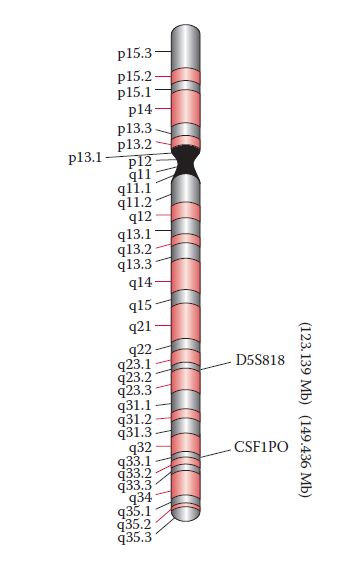 p15.3
p15.2
p15.1
p14
p13.3
p13.2
p13.1
p12
q11
q11.1
q11.2
q12
q13.1
q13.2
q13.3
q14
q15
q21
q22
q23.1
q23.2
q23.3
q31.1
q31.2
q31.3
q32
q33.1
q33.2
q33.3
q34
q35.1
q35.2
q35.3
D5S818
(123.139 Mb)
CSF1PO
(149.436 Mb)